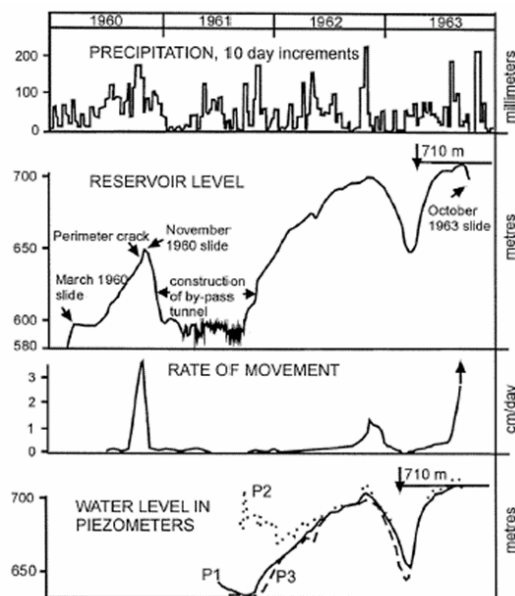 1960 1961 1962 1963
PRECIPITATION, 10 day increments
200
100
0
millimeters
710 m
700
RESERVOIR LEVEL
November
1960 slide
Perimeter crack
October
1963 slide
650
March 1960
slide
construction
of by-pass
tunnel
600
580
metres
RATE OF MOVEMENT
3
2
1
0
cm/day
710 m
700
WATER LEVEL IN
PIEZOMETERS
P2
P1
P3
650
metres